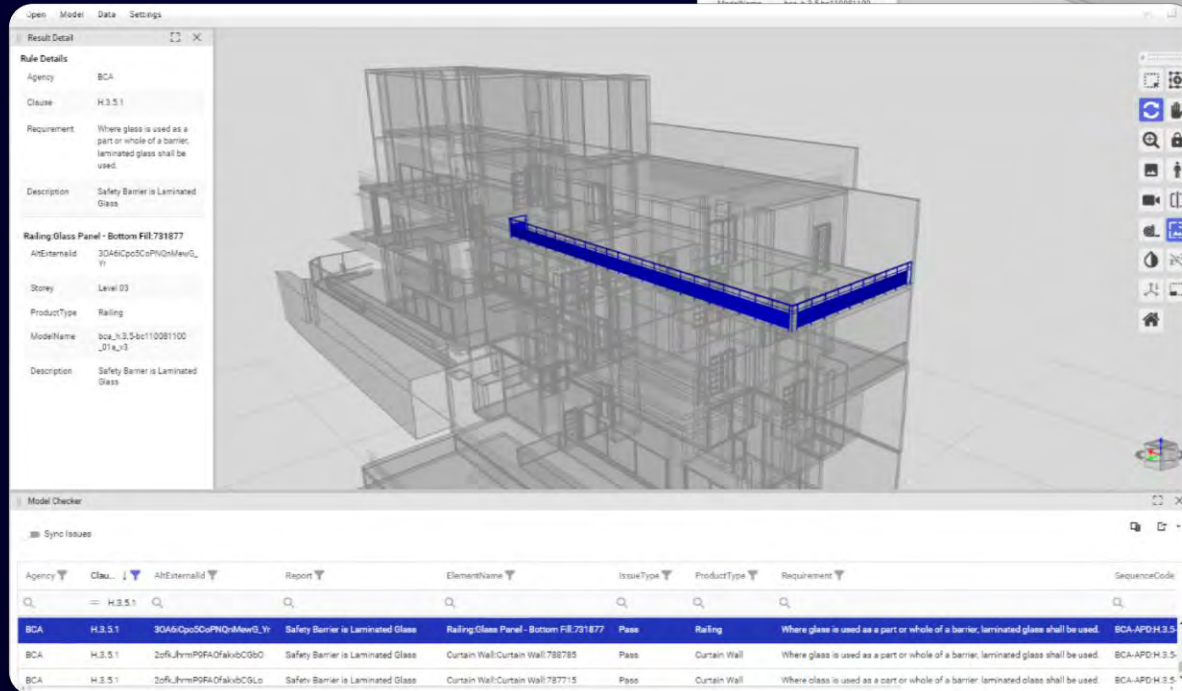 ModelName bca_h.3.5-bc110081100
Open Model Data Settings
Result Detail
Rule Details
Agency BCA
Clause H.3.5.1
Requirement Where glass is used as a
part or whole of a barrier,
laminated glass shall be
used.
Description Safety Barrier is Laminated
Glass
Railing:Glass Panel - Bottom Fill:731877
AltExternalId
Storey Level 03
ProductType Railing
ModelName bca_h.3.5-bc110081100
_01a_v3
Description Safety Barrier is Laminated
Glass
Model Checker
Sync Issues
Agency Clau... AltExternalId Report ElementName IssueType ProductType Requirement SequenceCode
= H.3.5.1
BCA H.3.5.1 Safety Barrier is Laminated Glass Railing:Glass Panel - Bottom Fill:731877 Pass Railing Where glass is used as a part or whole of a barrier, laminated glass shall be used. BCA-APD:H.3.5-
BCA H.3.5.1 Safety Barrier is Laminated Glass Curtain Wall:Curtain Wall:788785 Pass Curtain Wall Where glass is used as a part or whole of a barrier, laminated glass shall be used. BCA-APD:H.3.5-
BCA H.3.5.1 Safety Barrier is Laminated Glass Curtain Wall:Curtain Wall:787715 Pass Curtain Wall Where glass is used as a part or whole of a barrier, laminated glass shall be used. BCA-APD:H.3.5-